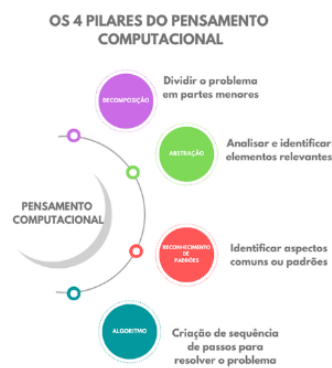 OS 4 PILARES DO PENSAMENTO
COMPUTACIONAL
DECOMPOSIÇÃO
Dividir o problema
em partes menores
ABSTRAÇÃO
Analisar e identificar
elementos relevantes
PENSAMENTO
COMPUTACIONAL
RECONHECIMENTO
DE
PADRÕES
Identificar aspectos
comuns ou padrões
ALGORITMO
Criação de sequência
de passos para
resolver o problema